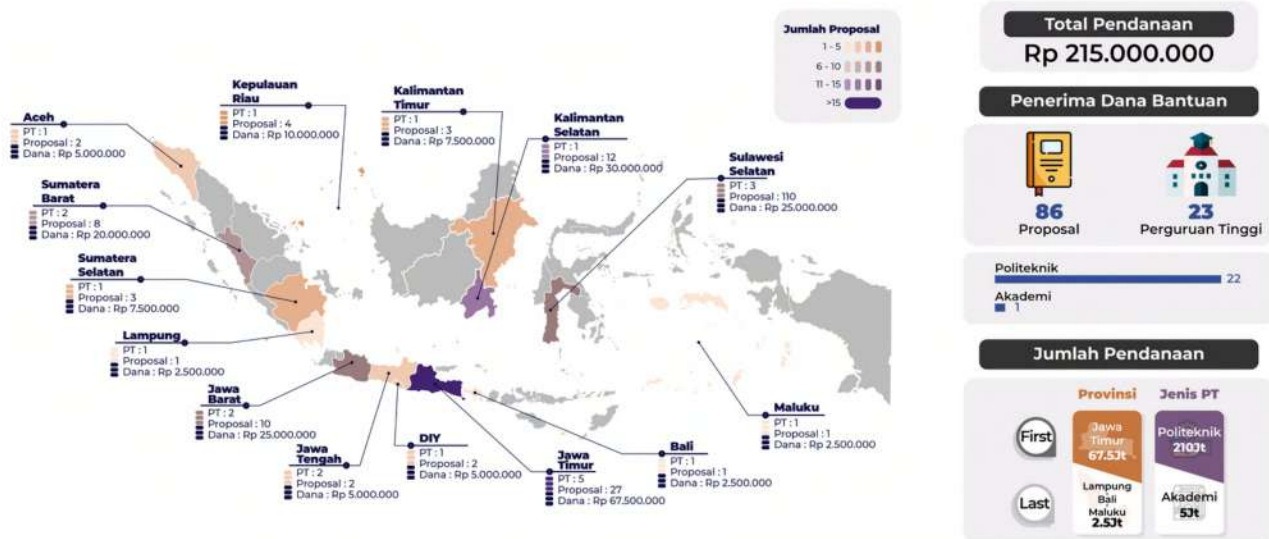 Jumlah Proposal
1 - 5
6 - 10
11 - 15
>15
Aceh
PT : 1
Proposal : 2
Dana : Rp 5.000.000
Kepulauan
Riau
PT : 1
Proposal : 4
Dana : Rp 10.000.000
Kalimantan
Timur
PT : 1
Proposal : 3
Dana : Rp 7.500.000
Kalimantan
Selatan
PT : 1
Proposal : 12
Dana : Rp 30.000.000
Sulawesi
Selatan
PT : 3
Proposal : 110
Dana : Rp 25.000.000
Sumatera
Barat
PT : 2
Proposal : 8
Dana : Rp 20.000.000
Sumatera
Selatan
PT : 1
Proposal : 3
Dana : Rp 7.500.000
Lampung
PT : 1
Proposal : 1
Dana : Rp 2.500.000
Jawa
Barat
PT : 2
Proposal : 10
Dana : Rp 25.000.000
Jawa
Tengah
PT : 2
Proposal : 2
Dana : Rp 5.000.000
DIY
PT : 1
Proposal : 2
Dana : Rp 5.000.000
Jawa
Timur
PT : 5
Proposal : 27
Dana : Rp 67.500.000
Bali
PT : 1
Proposal : 1
Dana : Rp 2.500.000
Maluku
PT : 1
Proposal : 1
Dana : Rp 2.500.000
Total Pendanaan
Rp 215.000.000
Penerima Dana Bantuan
86
Proposal
23
Perguruan Tinggi
Politeknik
22
Akademi
1
Jumlah Pendanaan
Provinsi
Jenis PT
First
Jawa
Timur
67.5Jt
Politeknik
210Jt
Last
Lampung
Bali
Maluku
2.5Jt
Akademi
5Jt